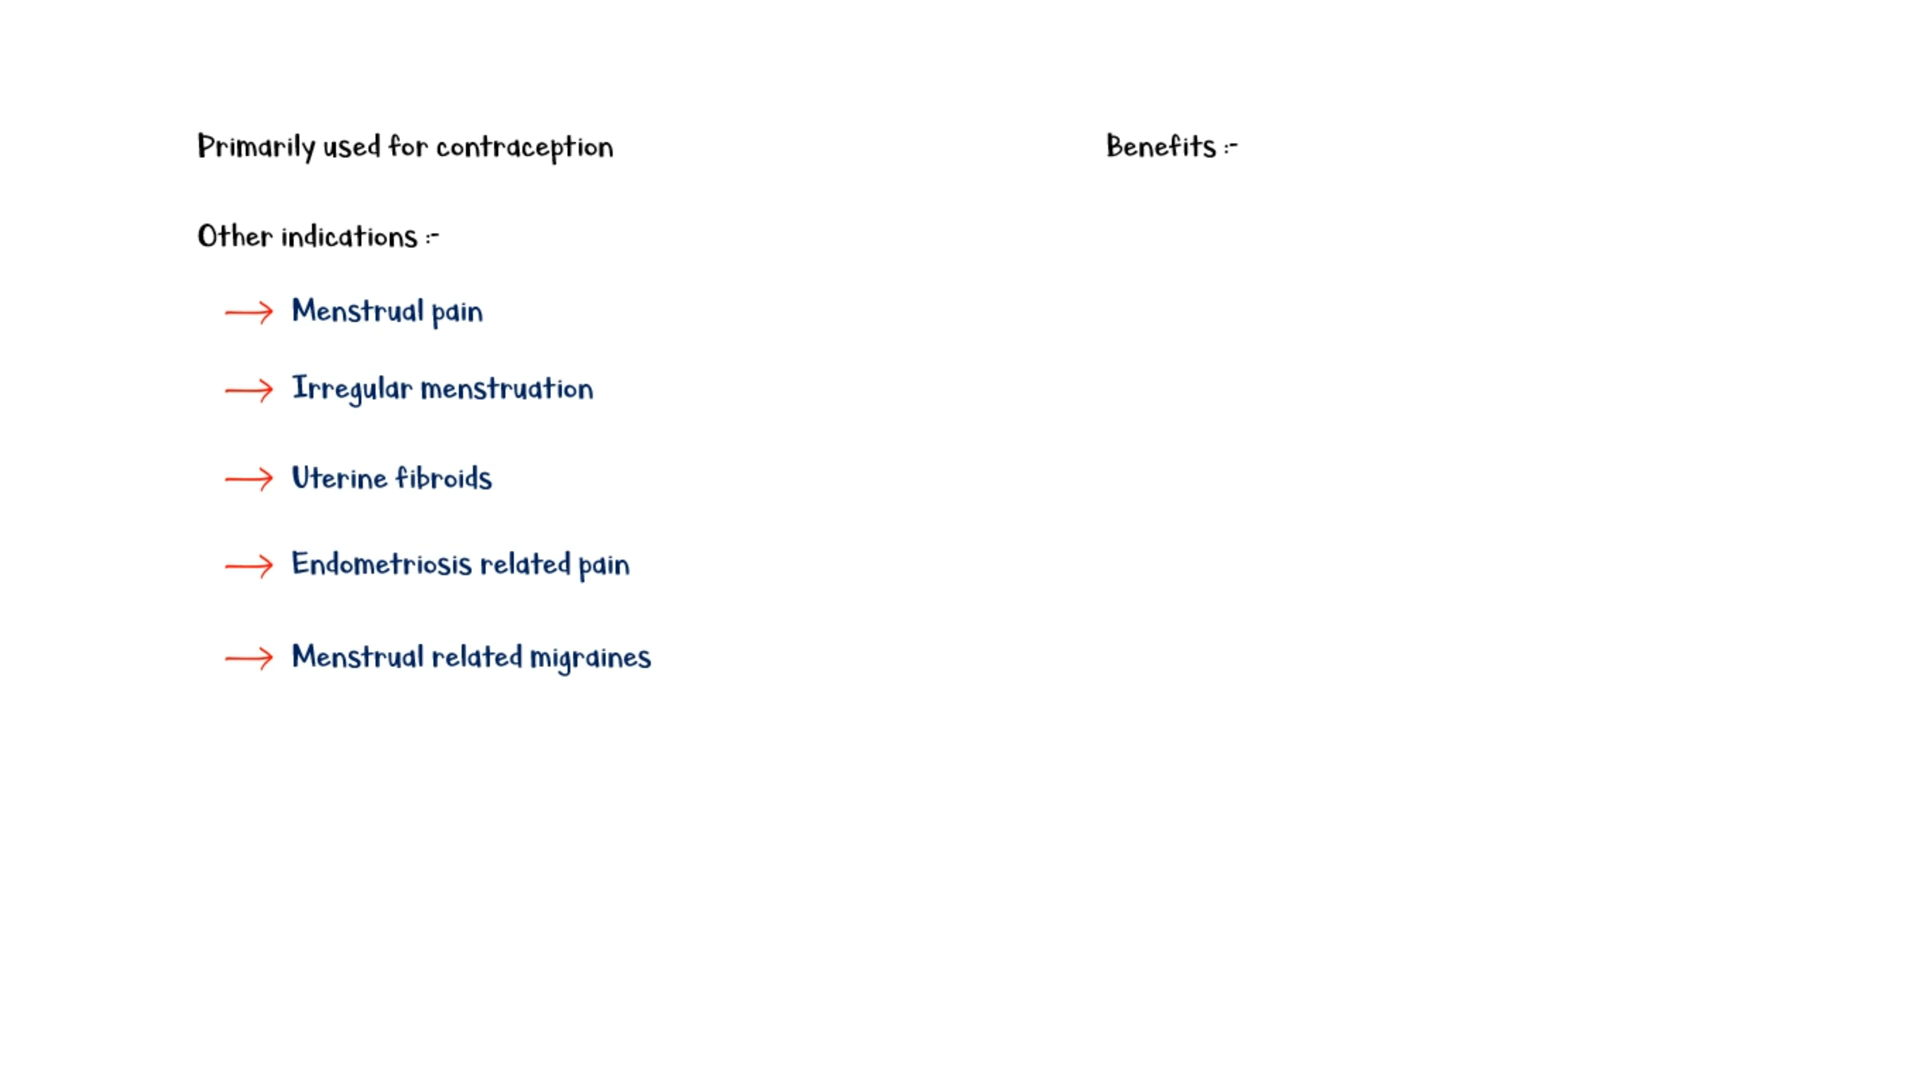 Primarily used for contraception
Other indications :-
Menstrual pain
Irregular menstruation
Uterine fibroids
Endometriosis related pain
Menstrual related migraines
Benefits :-